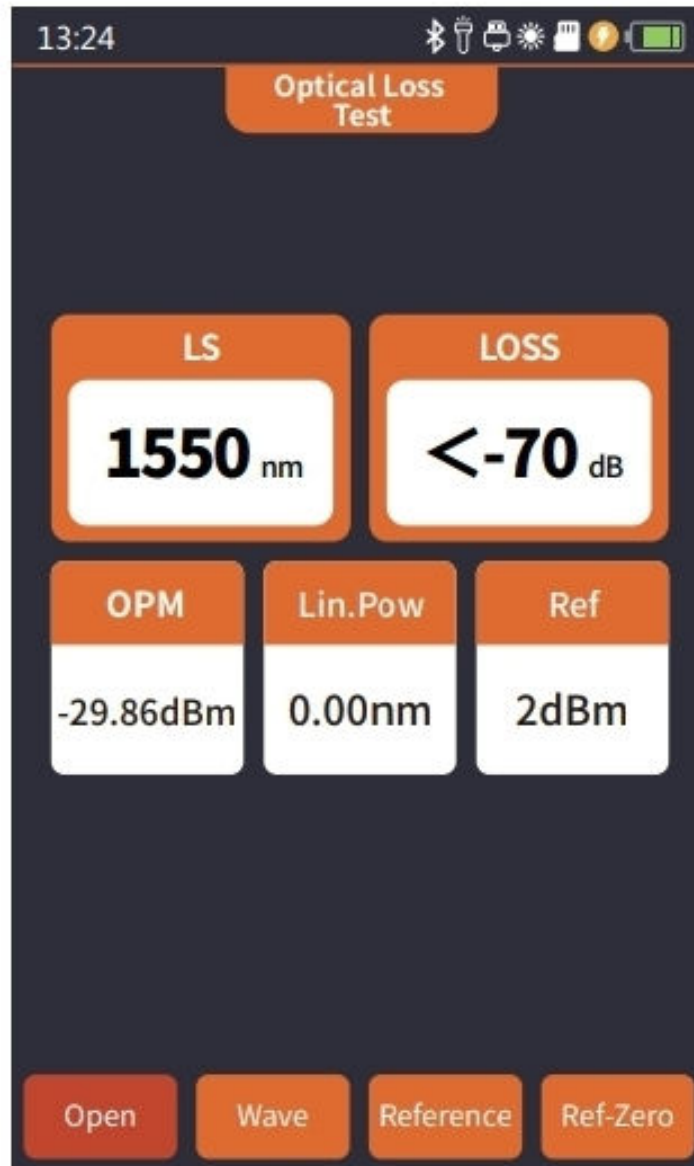 13:24
Optical Loss
Test
LS
LOSS
1550 nm
<-70 dB
OPM
Lin.Pow
Ref
-29.86dBm
0.00nm
2dBm
Open
Wave
Reference
Ref-Zero